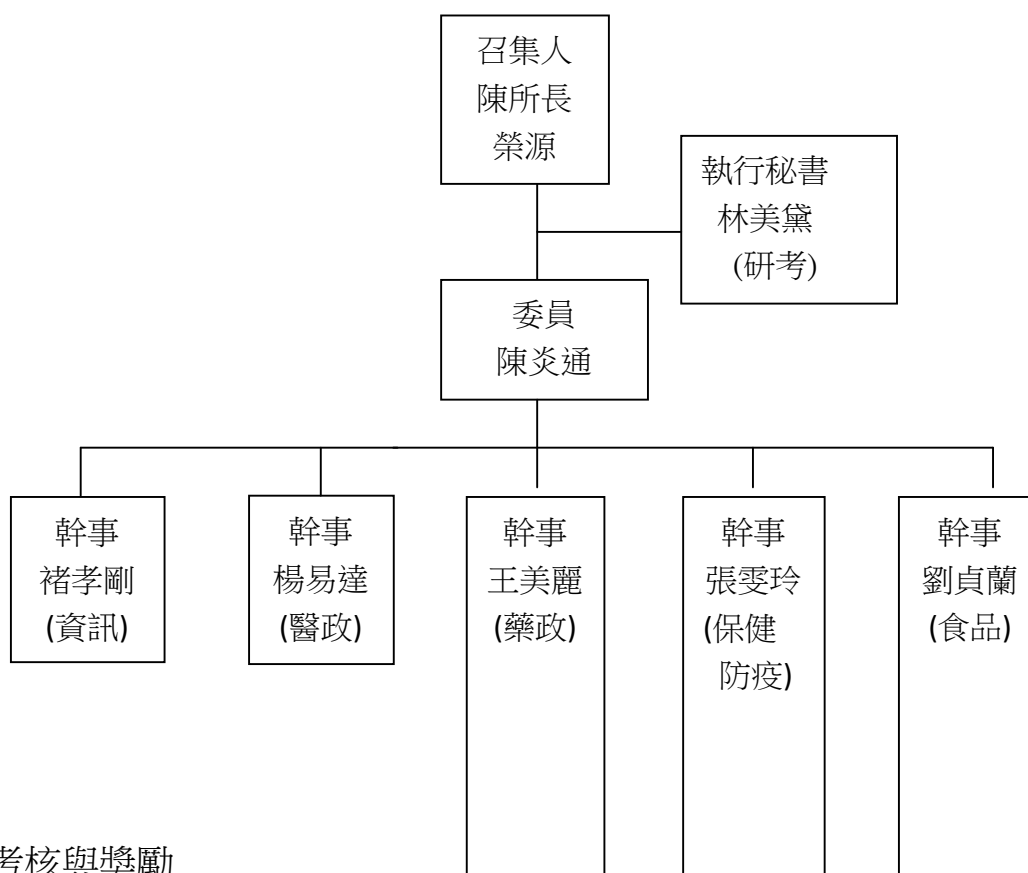 召集人
陳所長
榮源
執行秘書
林美黛
(研考)
委員
陳炎通
幹事
褚孝剛
(資訊)
幹事
楊易達
(醫政)
幹事
王美麗
(藥政)
幹事
張雯玲
(保健
防疫)
幹事
劉貞蘭
(食品)
考核與獎勵